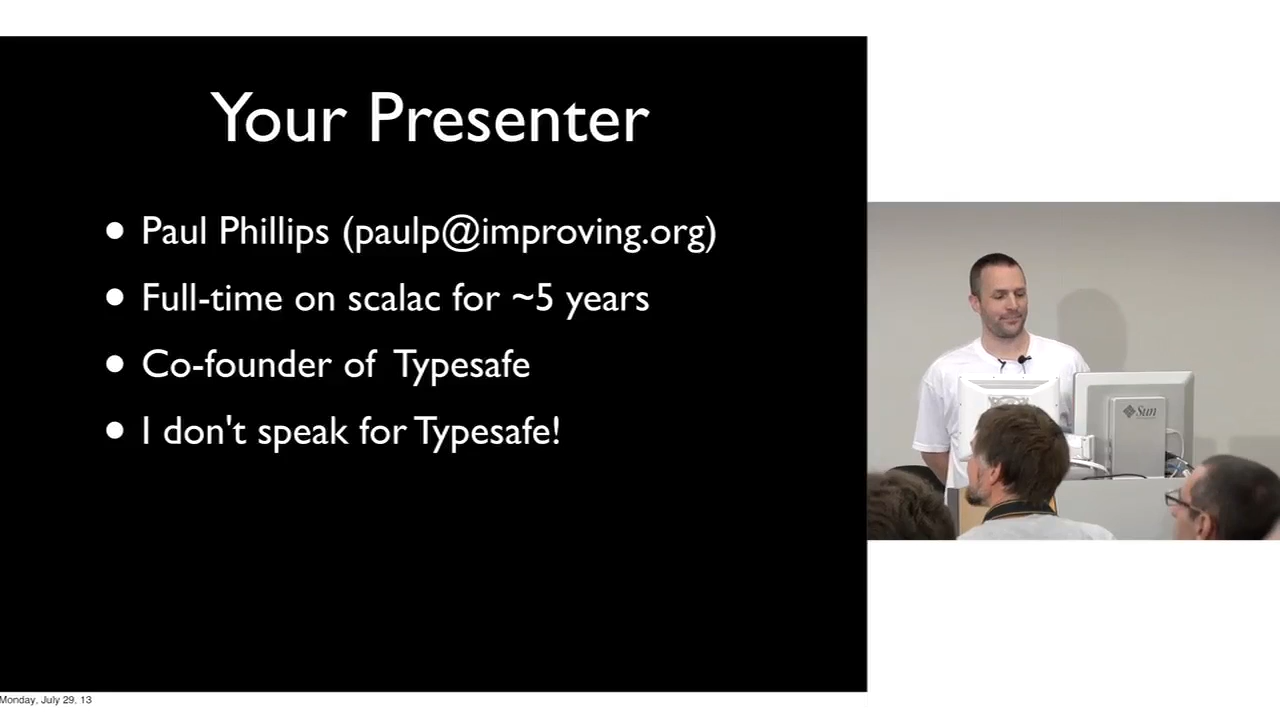 Your Presenter
• Paul Phillips (paulp@improving.org)
• Full-time on scalac for ~5 years
• Co-founder of Typesafe
• I don't speak for Typesafe!
Sun
Monday, July 29, 13